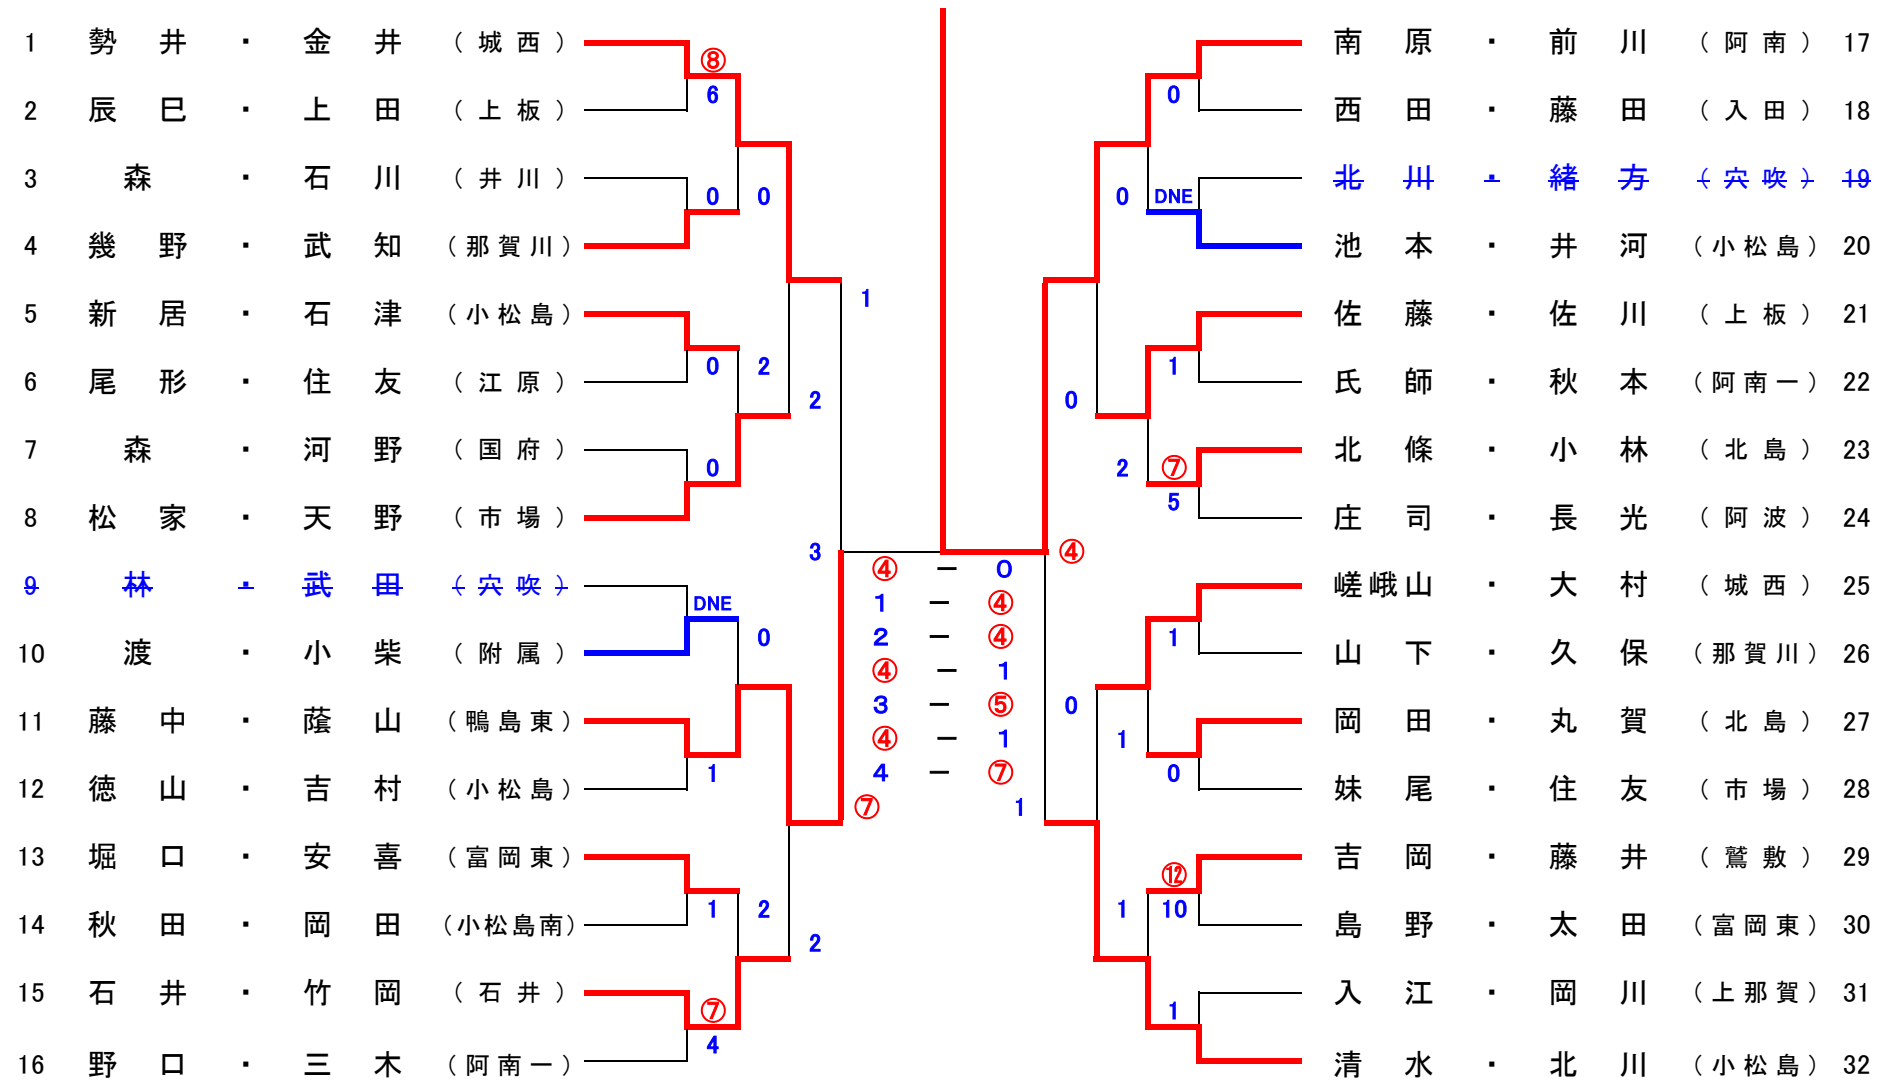 1 勢井・金井 (城西)
⑧
6
2 辰巳・上田 (上板)
3 森・石川 (井川)
0 0
4 幾野・武知 (那賀川)
1
5 新居・石津 (小松島)
0 2
6 尾形・住友 (江原)
2
7 森・河野 (国府)
0
8 松家・天野 (市場)
3
9 林・武田 (穴吹)
DNE
0
10 渡・小柴 (附属)
11 藤中・蔭山 (鴨島東)
1
12 徳山・吉村 (小松島)
⑦
13 堀口・安喜 (富岡東)
1 2
14 秋田・岡田 (小松島南)
2
15 石井・竹岡 (石井)
⑦
4
16 野口・三木 (阿南一)
④ － 0
1 － ④
2 － ④
④ － 1
3 － ⑤
④ － 1
4 － ⑦
南原・前川 (阿南) 17
0
西田・藤田 (入田) 18
北川・緒方 (穴吹) 19
0 DNE
池本・井河 (小松島) 20
佐藤・佐川 (上板) 21
1
氏師・秋本 (阿南一) 22
0
北條・小林 (北島) 23
2 ⑦
5
庄司・長光 (阿波) 24
④
嵯峨山・大村 (城西) 25
1
山下・久保 (那賀川) 26
0
岡田・丸賀 (北島) 27
1
0
妹尾・住友 (市場) 28
1
吉岡・藤井 (鷲敷) 29
⑫
1 10
島野・太田 (富岡東) 30
入江・岡川 (上那賀) 31
1
清水・北川 (小松島) 32